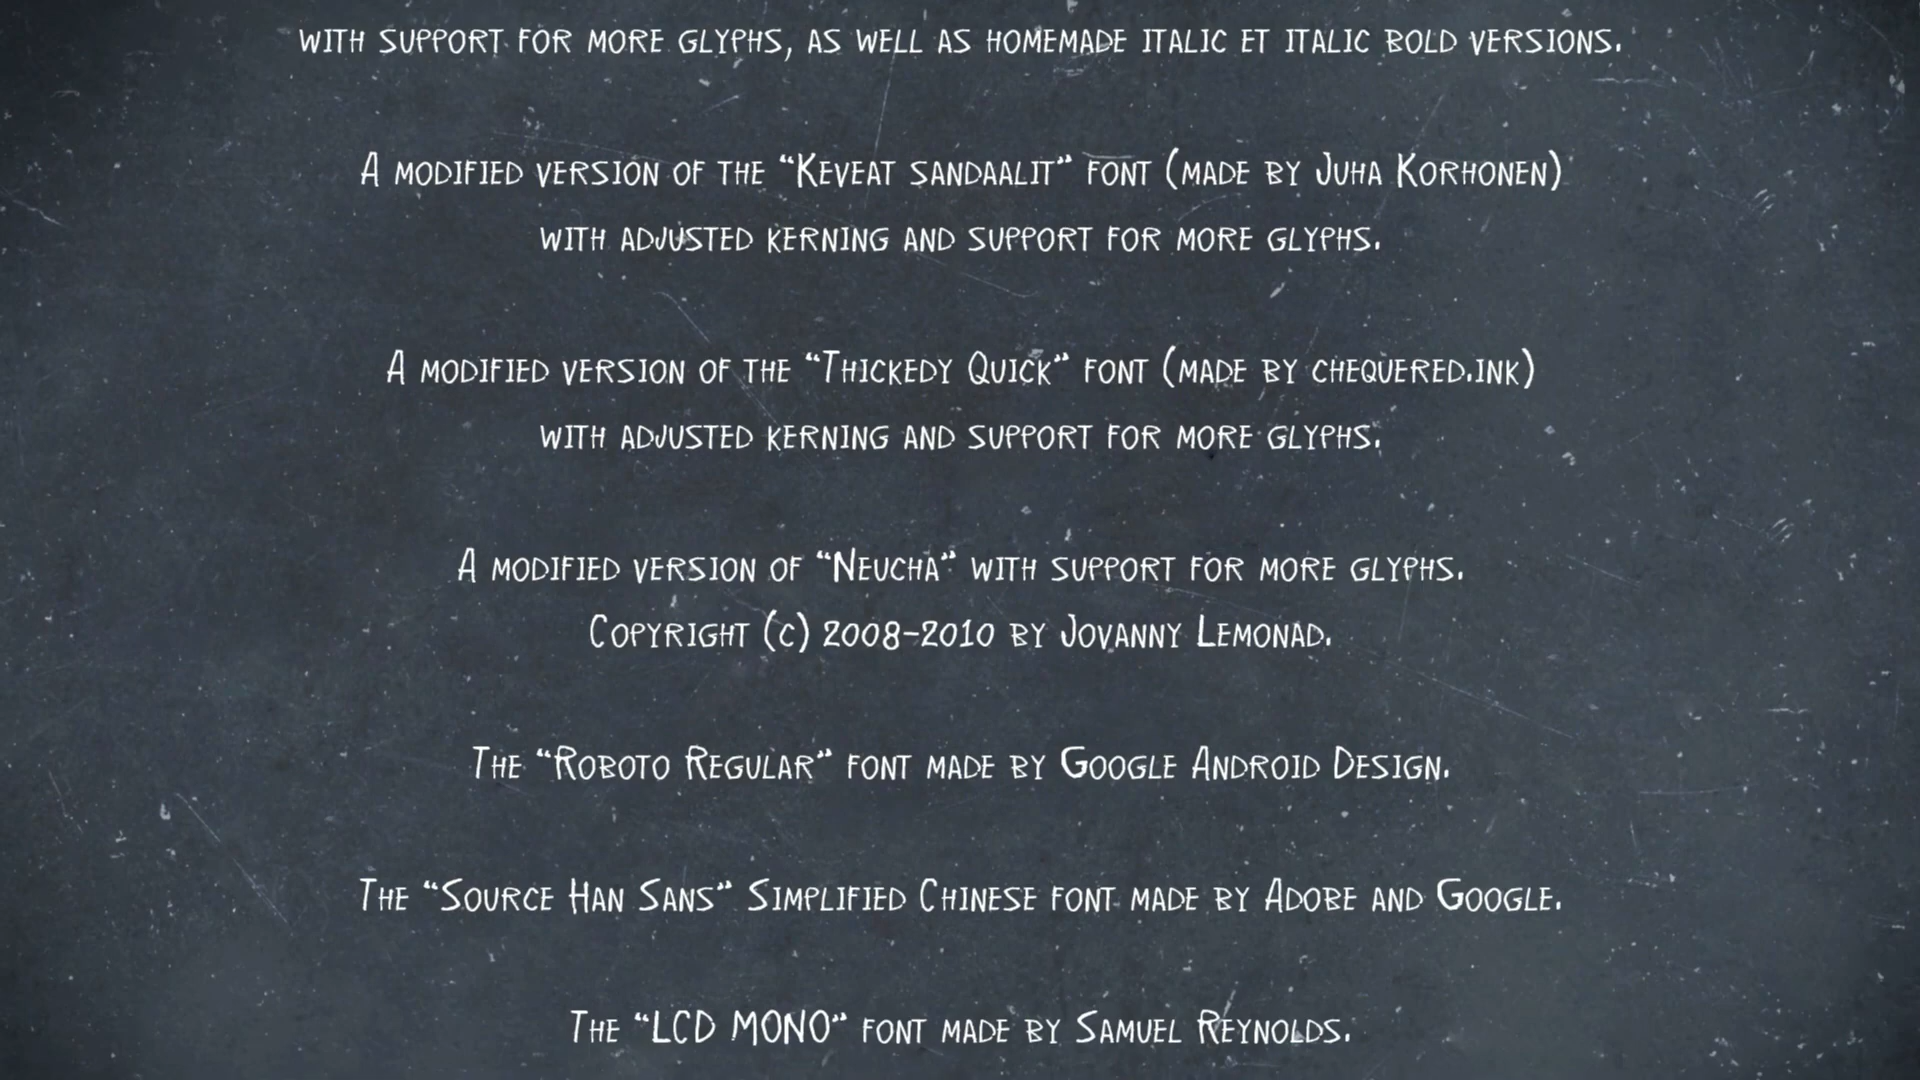 with support for more glyphs, as well as homemade italic et italic bold versions.
A modified version of the “Keveat sandaalit” font (made by Juha Korhonen)
with adjusted kerning and support for more glyphs.
A modified version of the “Thickedy Quick” font (made by chequered.ink)
with adjusted kerning and support for more glyphs.
A modified version of “Neucha” with support for more glyphs.
Copyright (c) 2008-2010 by Jovanny Lemonad.
The “Roboto Regular” font made by Google Android Design.
The “Source Han Sans” Simplified Chinese font made by Adobe and Google.
The “LCD MONO” font made by Samuel Reynolds.